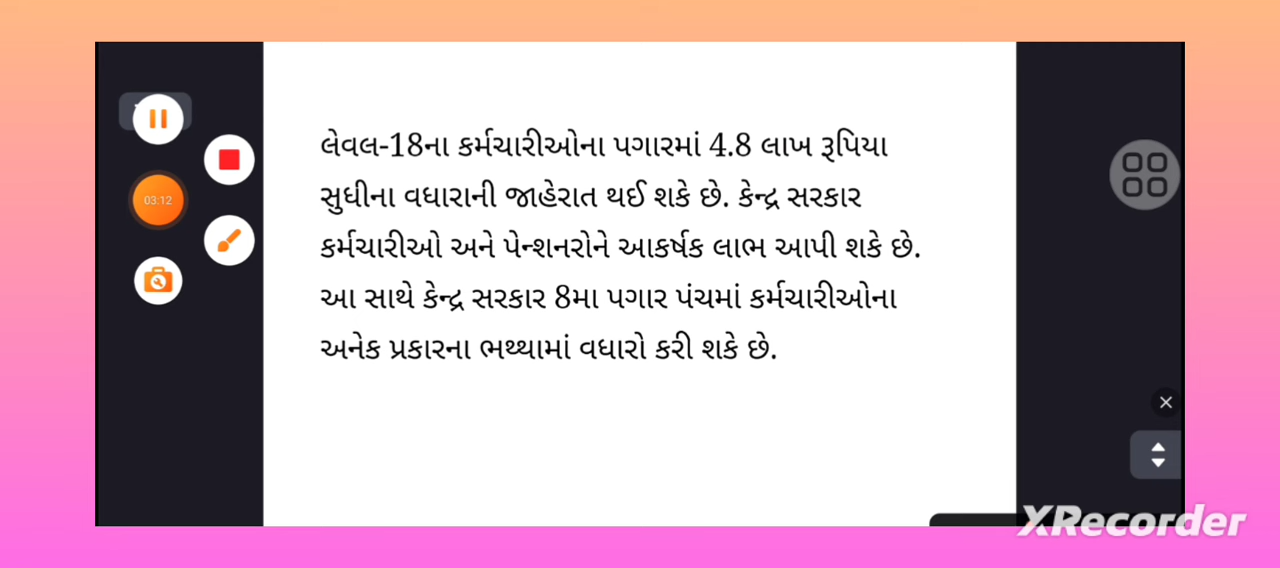 લેવલ-18ના કર્મચારીઓના પગારમાં 4.8 લાખ રૂપિયા
સુધીના વધારાની જાહેરાત થઈ શકે છે. કેન્દ્ર સરકાર
કર્મચારીઓ અને પેન્શનરોને આકર્ષક લાભ આપી શકે છે.
આ સાથે કેન્દ્ર સરકાર 8મા પગાર પંચમાં કર્મચારીઓના
અનેક પ્રકારના ભથ્થામાં વધારો કરી શકે છે.
03:12
XRecorder